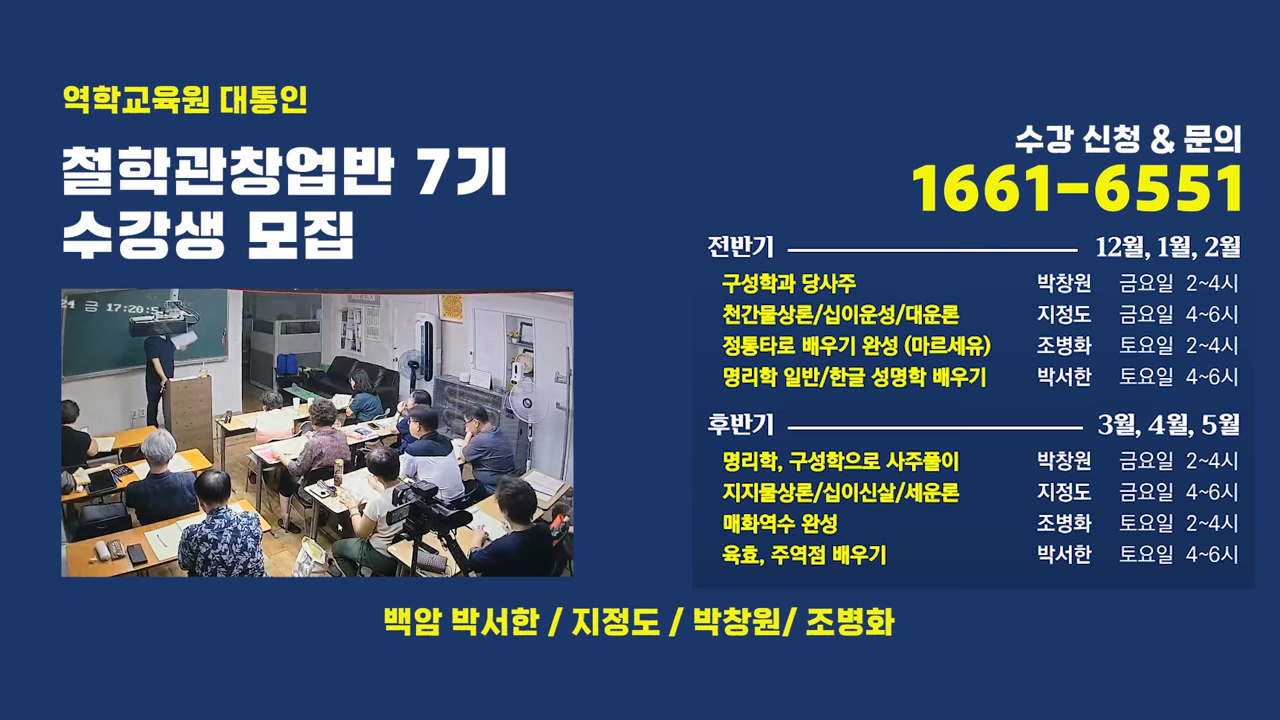 역학교육원 대통인
철학관창업반 7기
수강생 모집
24 금 17:20:5
수강 신청 & 문의
1661-6551
전반기 12월, 1월, 2월
구성학과 당사주 박창원 금요일 2~4시
천간물상론/십이운성/대운론 지정도 금요일 4~6시
정통타로 배우기 완성 (마르세유) 조병화 토요일 2~4시
명리학 일반/한글 성명학 배우기 박서한 토요일 4~6시
후반기 3월, 4월, 5월
명리학, 구성학으로 사주풀이 박창원 금요일 2~4시
지지물상론/십이신살/세운론 지정도 금요일 4~6시
매화역수 완성 조병화 토요일 2~4시
육효, 주역점 배우기 박서한 토요일 4~6시
백암 박서한 / 지정도 / 박창원/ 조병화